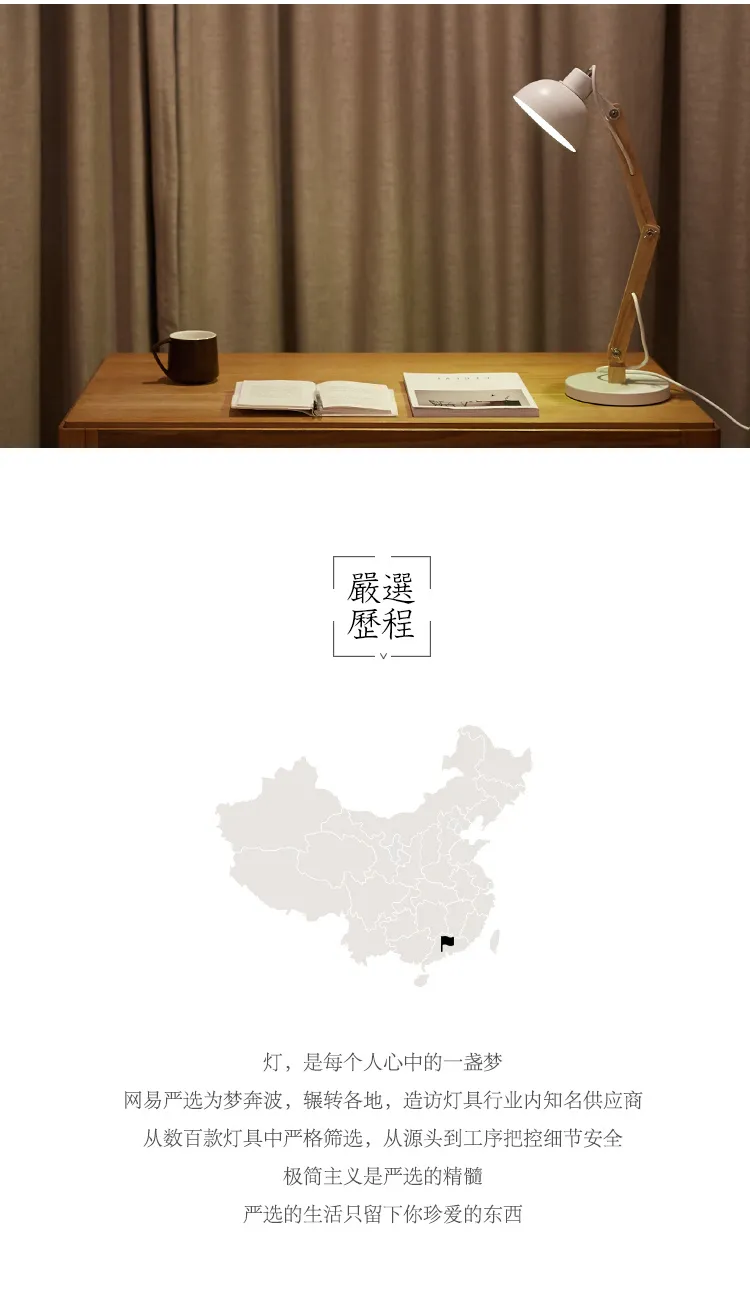 嚴選
歷程
灯，是每个人心中的一盏梦
网易严选为梦奔波，辗转各地，造访灯具行业内知名供应商
从数百款灯具中严格筛选，从源头到工序把控细节安全
极简主义是严选的精髓
严选的生活只留下你珍爱的东西